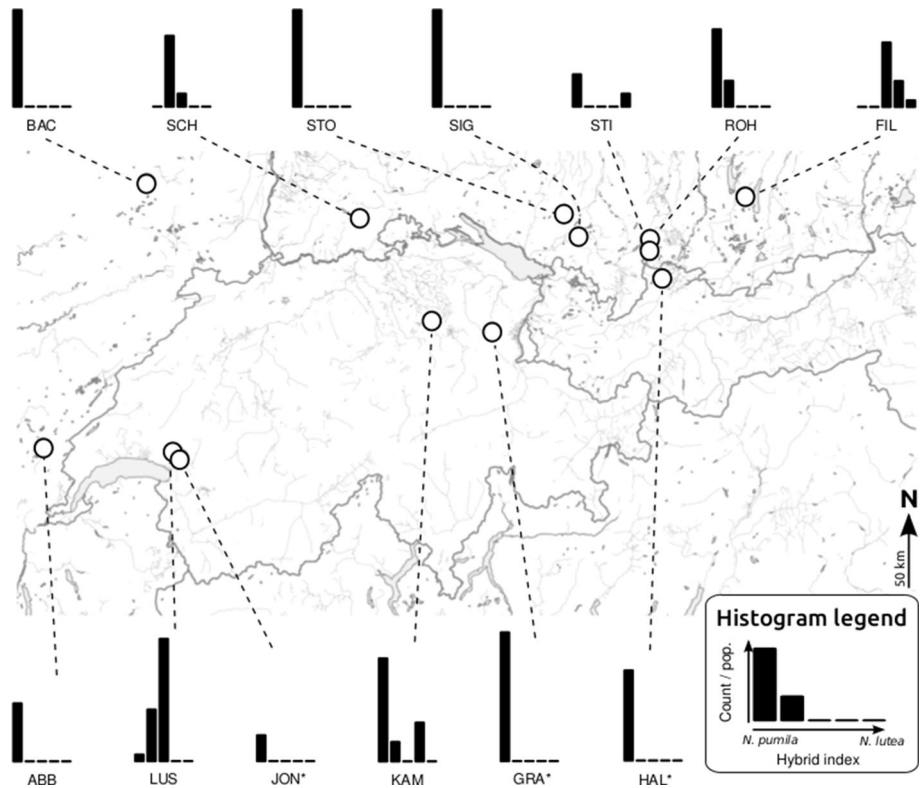 BAC SCH STO SIG STI ROH FIL
N
50 km
Histogram legend
Count / pop.
N. pumila N. lutea
Hybrid index
ABB LUS JON* KAM GRA* HAL*